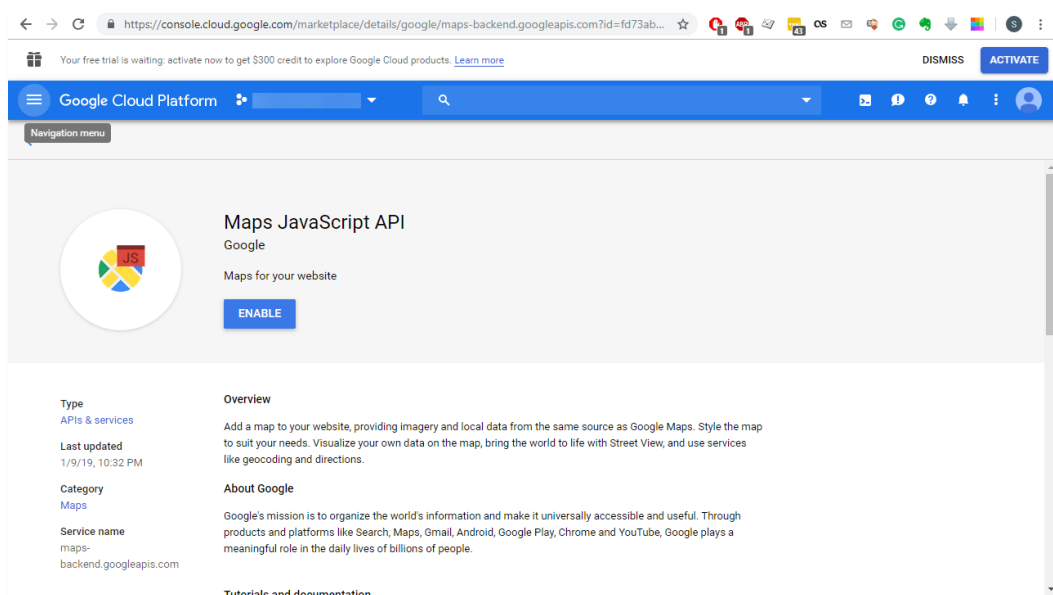 https://console.cloud.google.com/marketplace/details/google/maps-backend.googleapis.com?id=fd73ab...
1
ABP
1
43
as
G
S
Your free trial is waiting: activate now to get $300 credit to explore Google Cloud products. Learn more
DISMISS
ACTIVATE
Google Cloud Platform
Navigation menu
JS
Maps JavaScript API
Google
Maps for your website
ENABLE
Type
APIs & services
Last updated
1/9/19, 10:32 PM
Category
Maps
Service name
maps-
backend.googleapis.com
Overview
Add a map to your website, providing imagery and local data from the same source as Google Maps. Style the map
to suit your needs. Visualize your own data on the map, bring the world to life with Street View, and use services
like geocoding and directions.
About Google
Google's mission is to organize the world's information and make it universally accessible and useful. Through
products and platforms like Search, Maps, Gmail, Android, Google Play, Chrome and YouTube, Google plays a
meaningful role in the daily lives of billions of people.
Tutorials and documentation